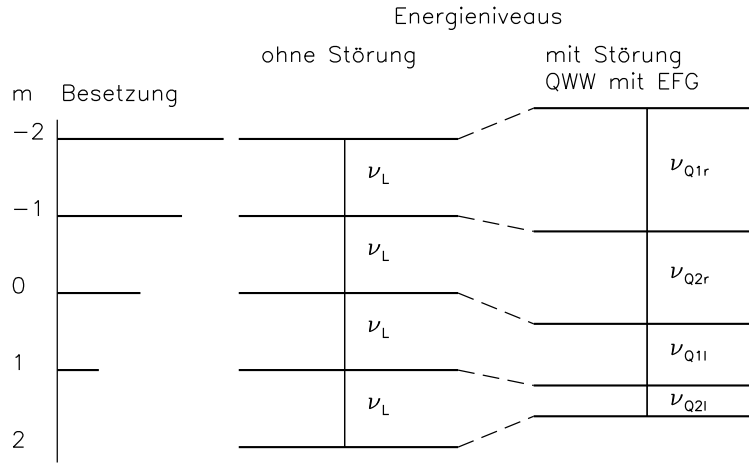 Energieniveaus
ohne Störung
mit Störung
QWW mit EFG
m Besetzung
−2
ν_L
ν_Q1r
−1
ν_L
ν_Q2r
0
ν_L
ν_Q1l
1
ν_L
ν_Q2l
2